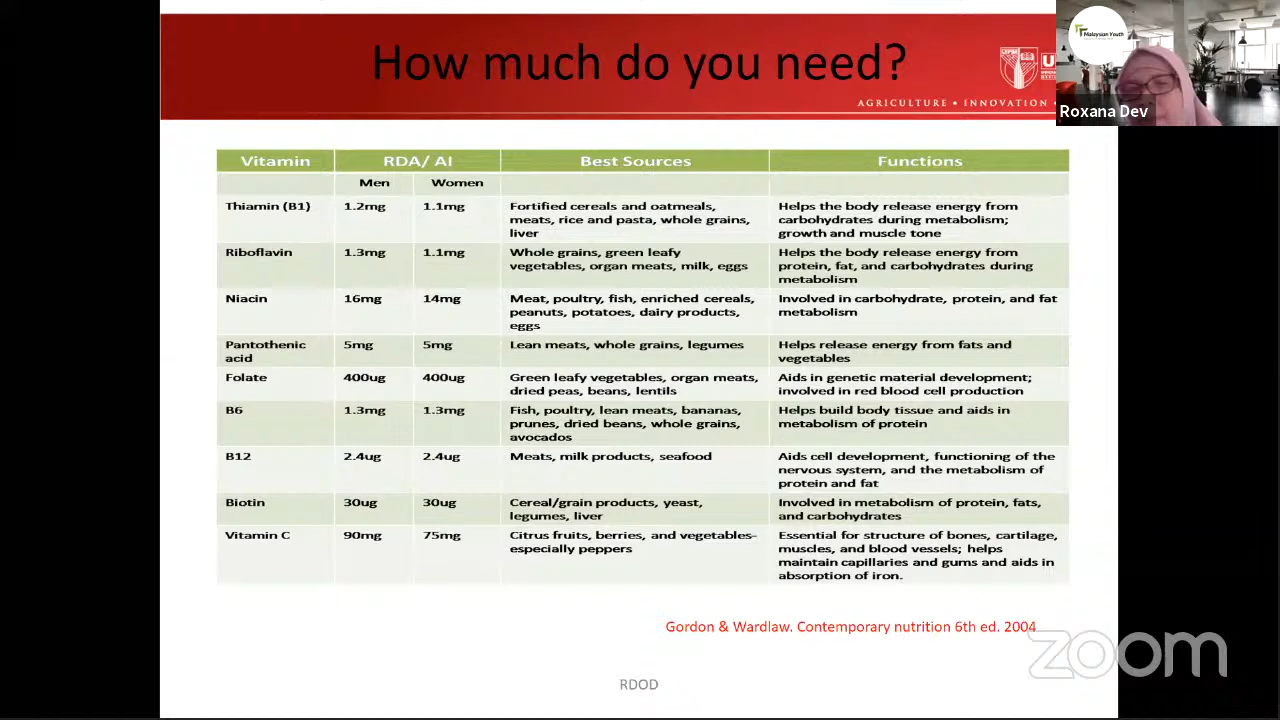 How much do you need?
UPM
AGRICULTURE • INNOVATION •
Malaysian Youth
Roxana Dev
Vitamin RDA/ AI Best Sources Functions
Men Women
Thiamin (B1) 1.2mg 1.1mg Fortified cereals and oatmeals, Helps the body release energy from
meats, rice and pasta, whole grains, carbohydrates during metabolism;
liver growth and muscle tone
Riboflavin 1.3mg 1.1mg Whole grains, green leafy Helps the body release energy from
vegetables, organ meats, milk, eggs protein, fat, and carbohydrates during
metabolism
Niacin 16mg 14mg Meat, poultry, fish, enriched cereals, Involved in carbohydrate, protein, and fat
peanuts, potatoes, dairy products, metabolism
eggs
Pantothenic 5mg 5mg Lean meats, whole grains, legumes Helps release energy from fats and
acid vegetables
Folate 400ug 400ug Green leafy vegetables, organ meats, Aids in genetic material development;
dried peas, beans, lentils involved in red blood cell production
B6 1.3mg 1.3mg Fish, poultry, lean meats, bananas, Helps build body tissue and aids in
prunes, dried beans, whole grains, metabolism of protein
avocados
B12 2.4ug 2.4ug Meats, milk products, seafood Aids cell development, functioning of the
nervous system, and the metabolism of
protein and fat
Biotin 30ug 30ug Cereal/grain products, yeast, Involved in metabolism of protein, fats,
legumes, liver and carbohydrates
Vitamin C 90mg 75mg Citrus fruits, berries, and vegetables– Essential for structure of bones, cartilage,
especially peppers muscles, and blood vessels; helps
maintain capillaries and gums and aids in
absorption of iron.
Gordon & Wardlaw. Contemporary nutrition 6th ed. 2004
zoom
RDOD